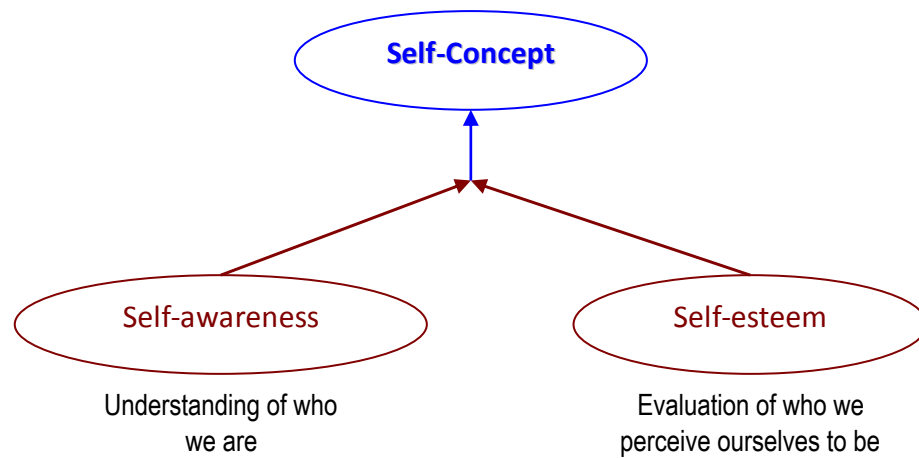 Self-Concept
Self-awareness
Self-esteem
Understanding of who
we are
Evaluation of who we
perceive ourselves to be